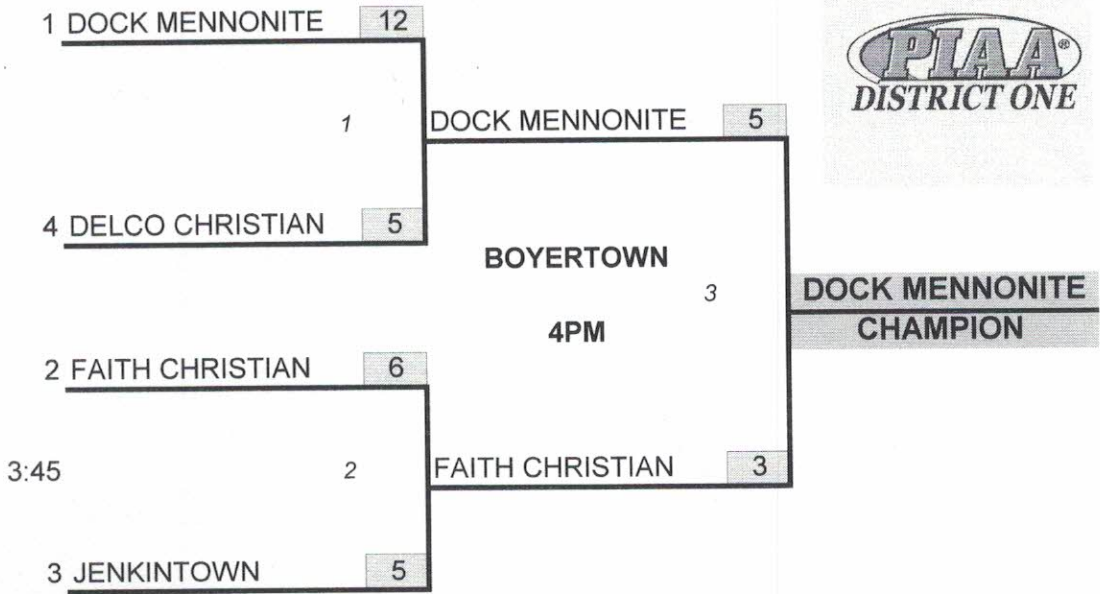 1 DOCK MENNONITE 12
PIAA®
DISTRICT ONE
1
DOCK MENNONITE 5
4 DELCO CHRISTIAN 5
BOYERTOWN
3
DOCK MENNONITE
4PM
CHAMPION
2 FAITH CHRISTIAN 6
3:45
2
FAITH CHRISTIAN 3
3 JENKINTOWN 5